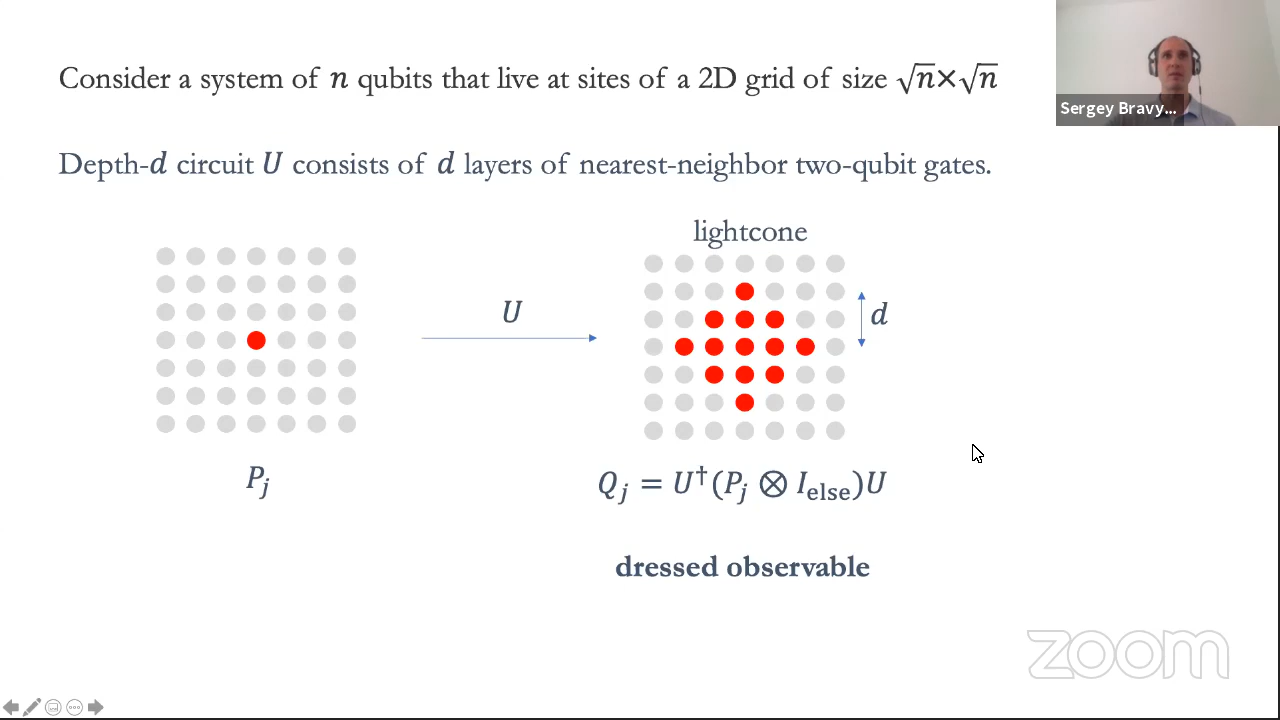 Consider a system of n qubits that live at sites of a 2D grid of size √n×√n
Sergey Bravy...
Depth-d circuit U consists of d layers of nearest-neighbor two-qubit gates.
lightcone
U
d
P_j
Q_j = U†(P_j ⊗ I_else)U
dressed observable
zoom